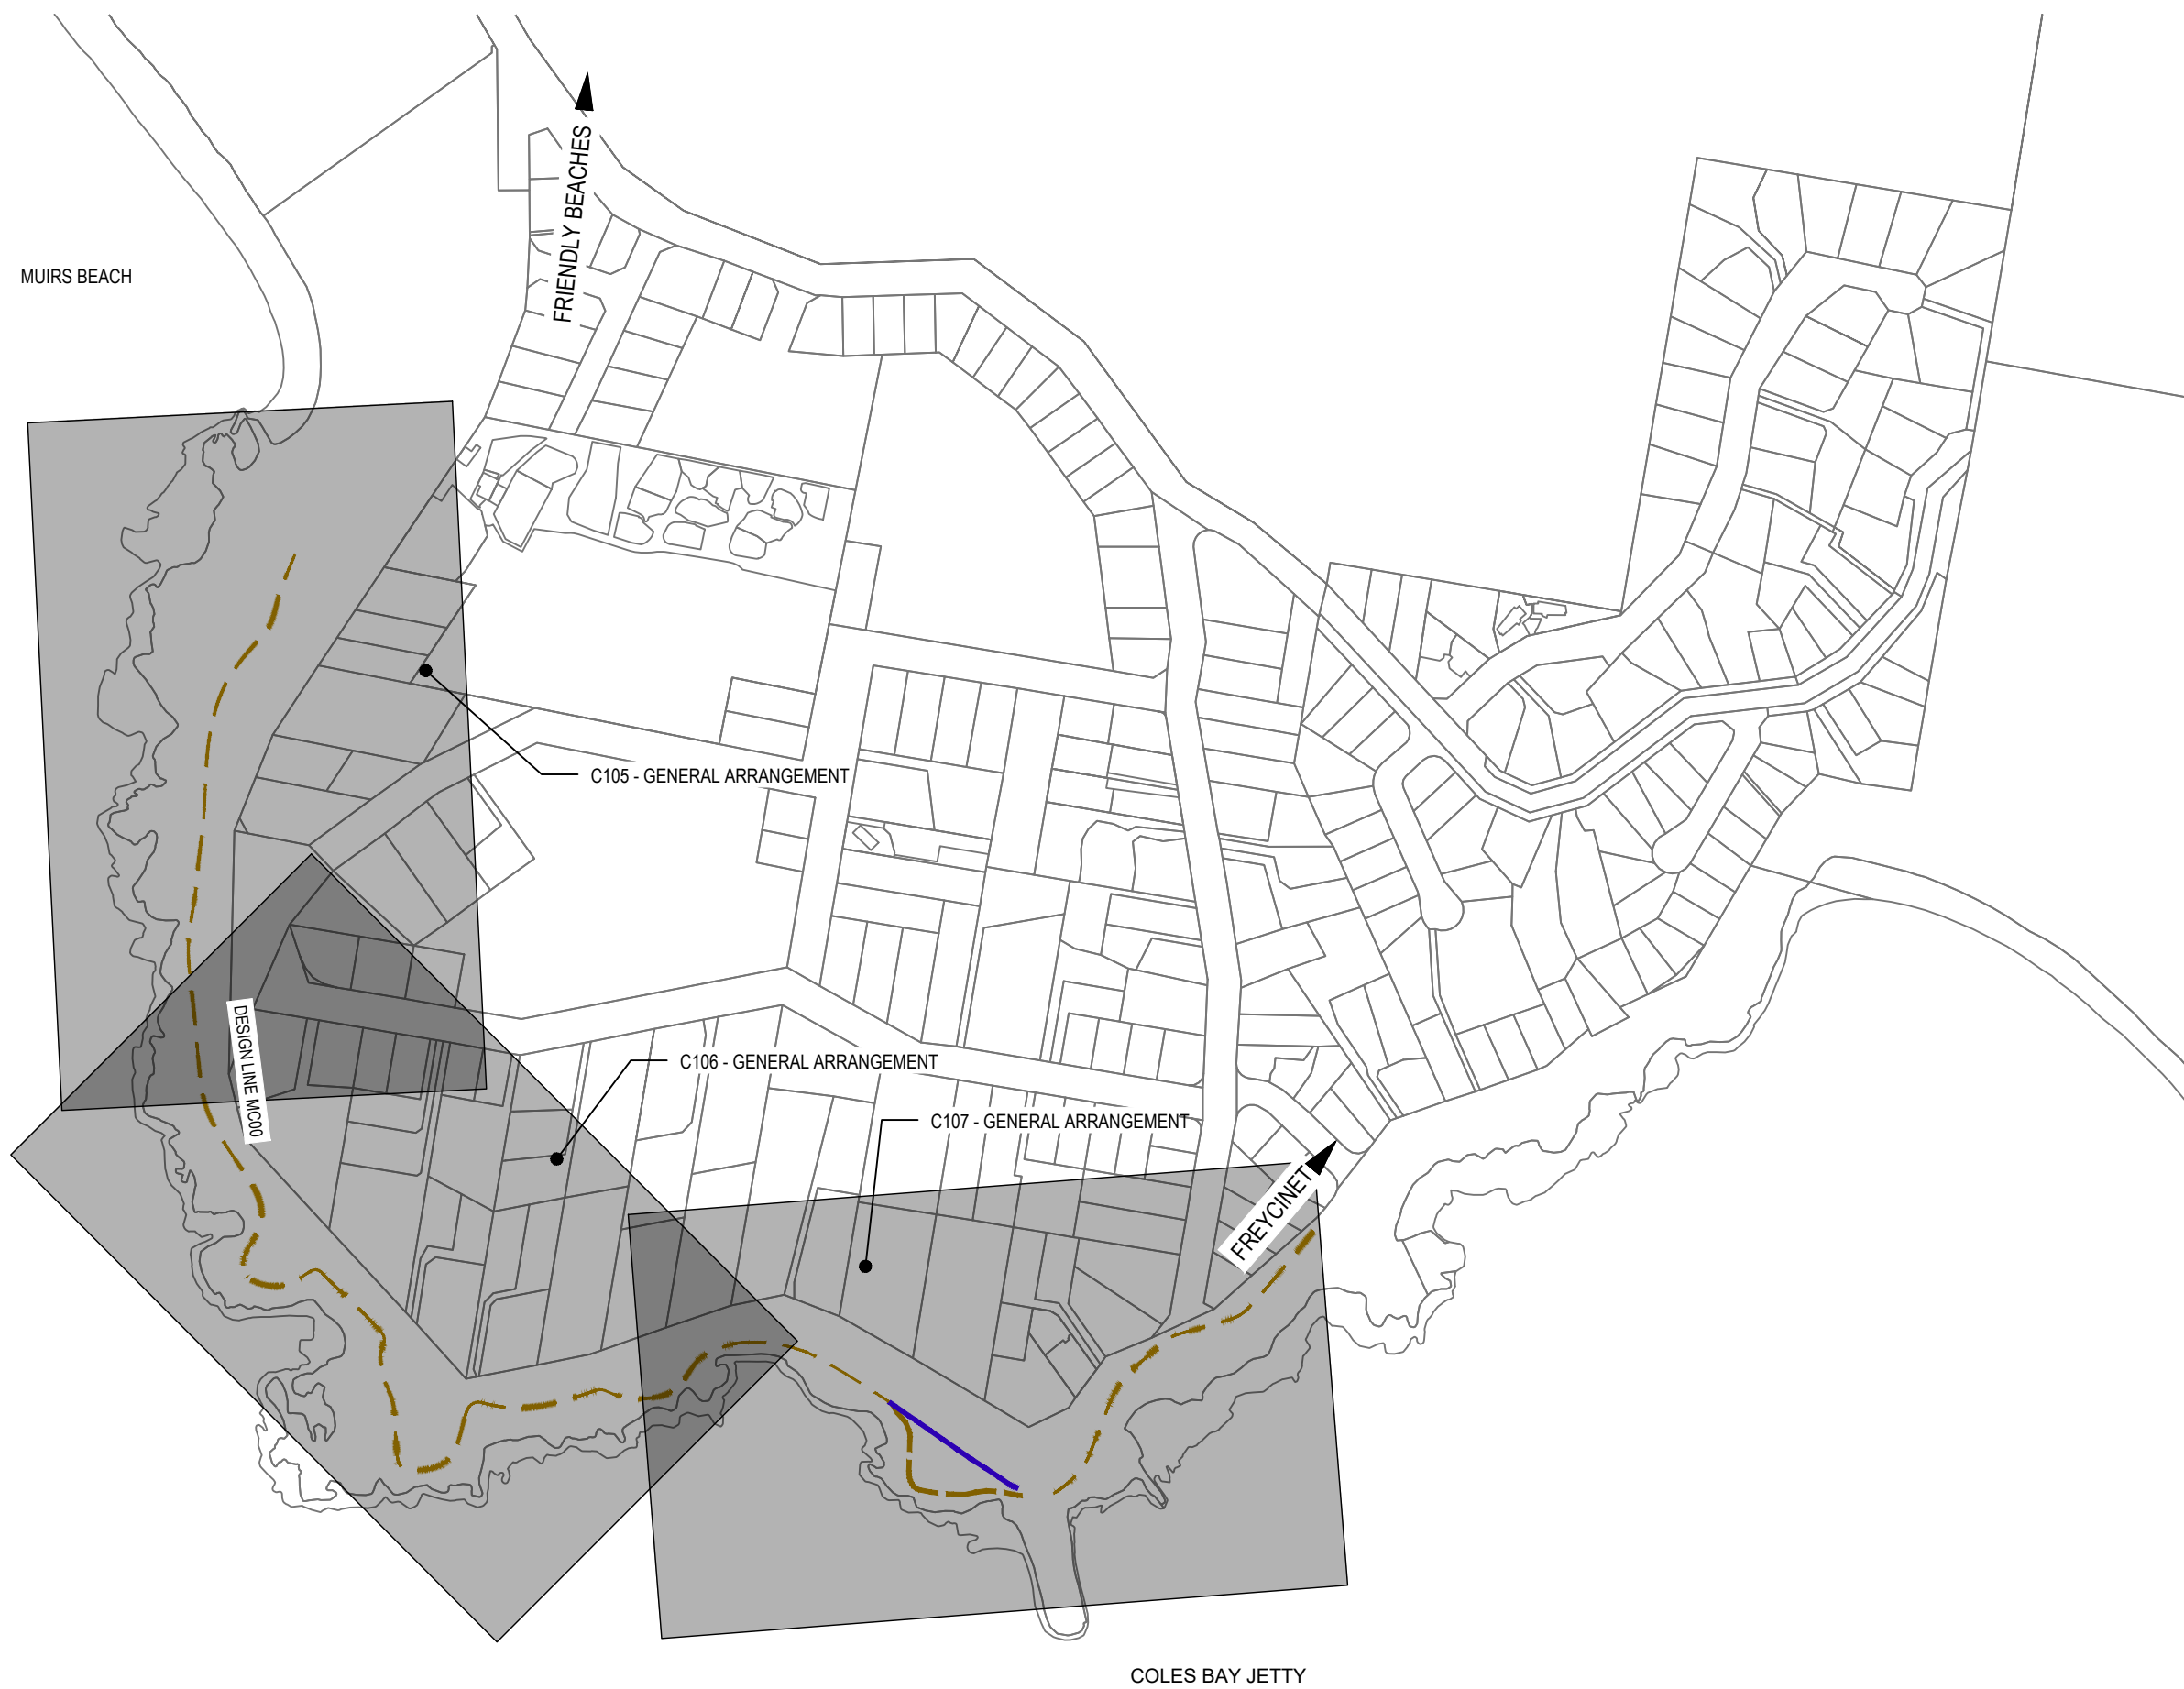 FRIENDLY BEACHES
MUIRS BEACH
C105 - GENERAL ARRANGEMENT
DESIGN LINE MC00
C106 - GENERAL ARRANGEMENT
C107 - GENERAL ARRANGEMENT
FREYCINET
COLES BAY JETTY